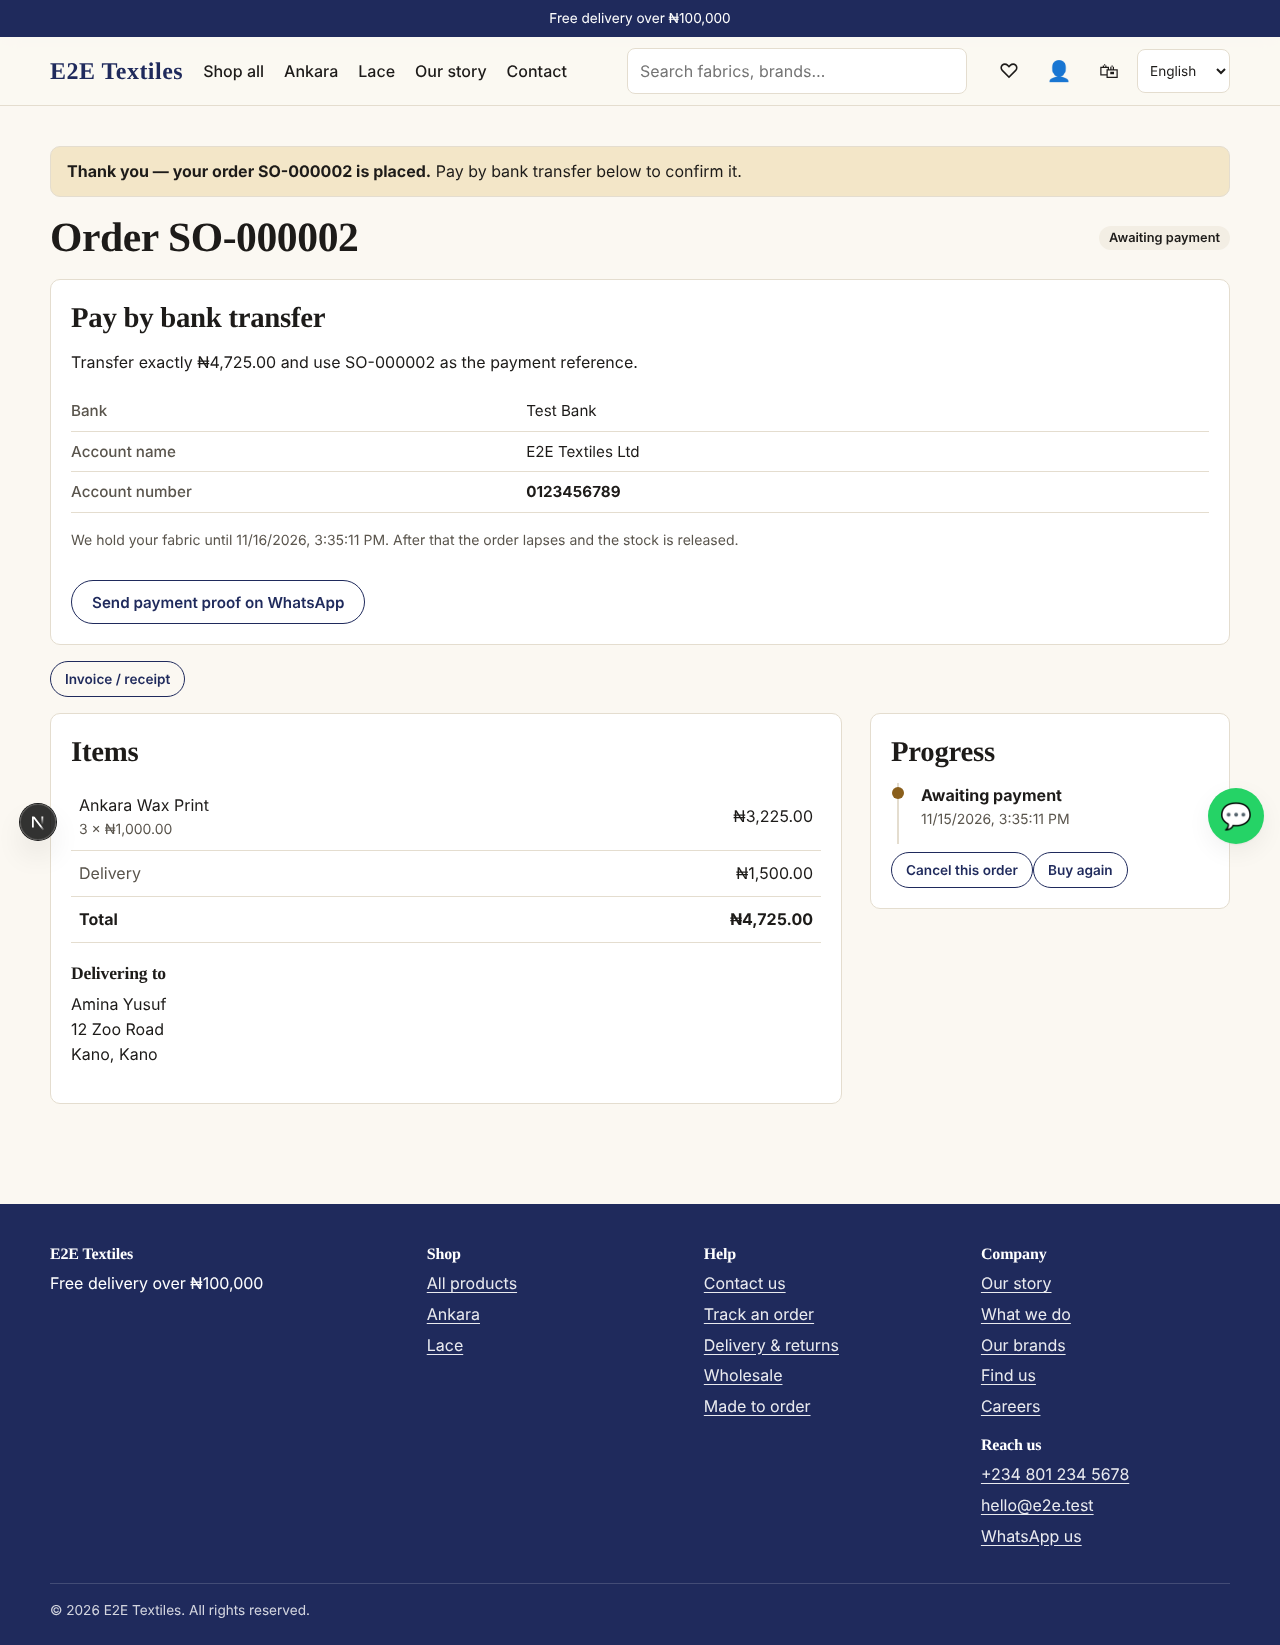 Free delivery over ₦100,000
E2E Textiles Shop all Ankara Lace Our story Contact Search fabrics, brands... English
Thank you — your order SO-000002 is placed. Pay by bank transfer below to confirm it.
Order SO-000002
Awaiting payment
Pay by bank transfer
Transfer exactly ₦4,725.00 and use SO-000002 as the payment reference.
Bank Test Bank
Account name E2E Textiles Ltd
Account number 0123456789
We hold your fabric until 11/16/2026, 3:35:11 PM. After that the order lapses and the stock is released.
Send payment proof on WhatsApp
Invoice / receipt
Items
Ankara Wax Print
3 × ₦1,000.00
₦3,225.00
Delivery ₦1,500.00
Total ₦4,725.00
Delivering to
Amina Yusuf
12 Zoo Road
Kano, Kano
Progress
Awaiting payment
11/15/2026, 3:35:11 PM
Cancel this order Buy again
N
E2E Textiles
Free delivery over ₦100,000
Shop
All products
Ankara
Lace
Help
Contact us
Track an order
Delivery & returns
Wholesale
Made to order
Company
Our story
What we do
Our brands
Find us
Careers
Reach us
+234 801 234 5678
hello@e2e.test
WhatsApp us
© 2026 E2E Textiles. All rights reserved.